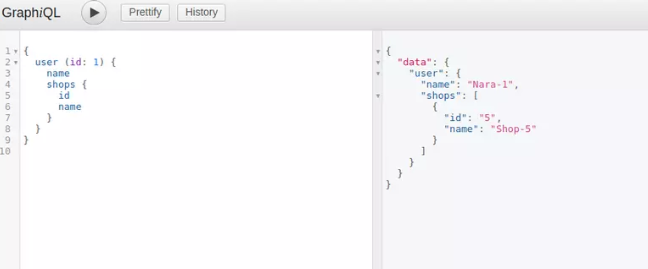 GraphiQL Prettify History
1 {
2 user (id: 1) {
3 name
4 shops {
5 id
6 name
7 }
8 }
9 }
10
{
"data": {
"user": {
"name": "Nara-1",
"shops": [
{
"id": "5",
"name": "Shop-5"
}
]
}
}
}